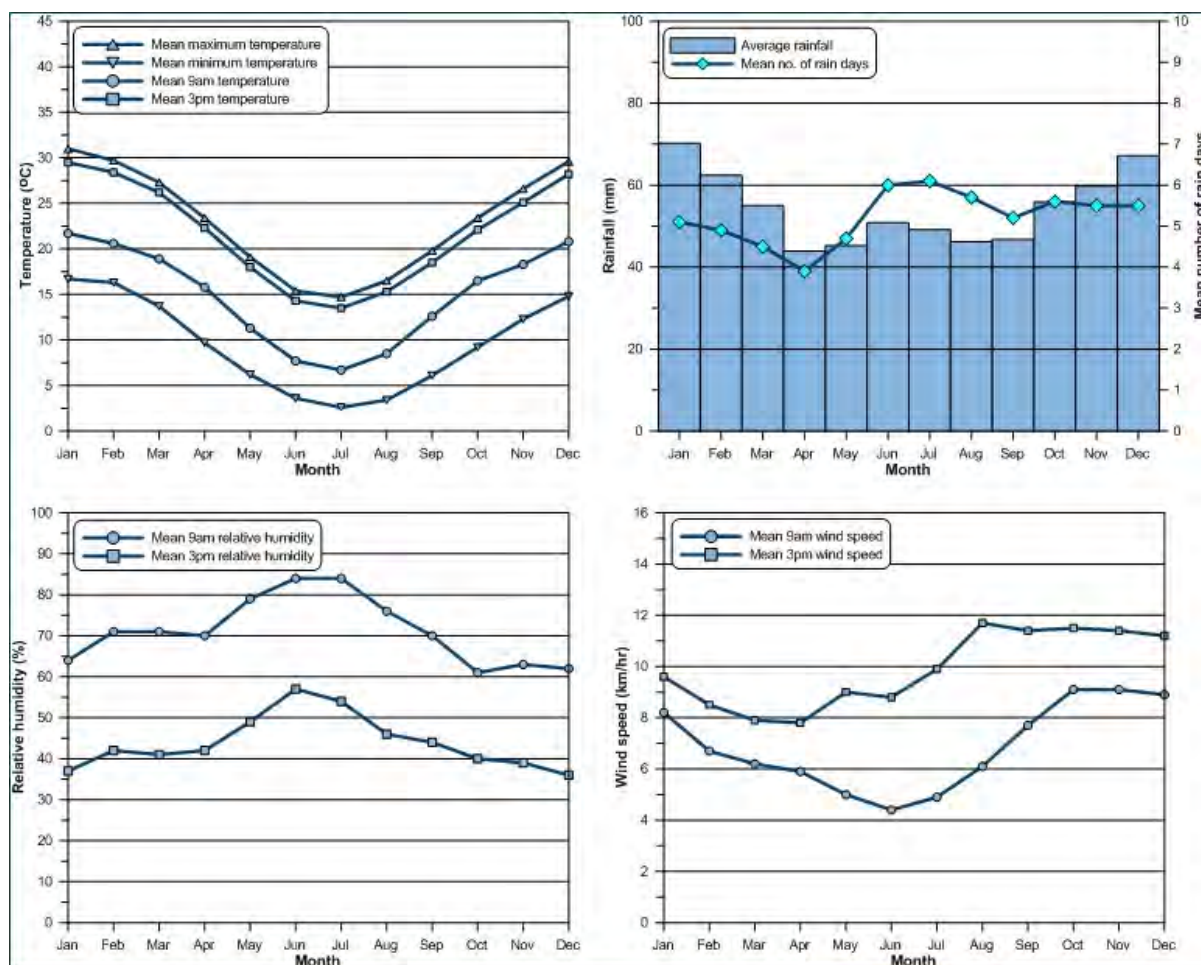 45
40
35
30
25
20
15
10
5
0
Temperature (ºC)
Mean maximum temperature
Mean minimum temperature
Mean 9am temperature
Mean 3pm temperature
Jan Feb Mar Apr May Jun Jul Aug Sep Oct Nov Dec
Month
100
80
60
40
20
0
Rainfall (mm)
Average rainfall
Mean no. of rain days
10
9
8
7
6
5
4
3
2
1
0
Mean number of rain days
Jan Feb Mar Apr May Jun Jul Aug Sep Oct Nov Dec
Month
100
90
80
70
60
50
40
30
20
10
0
Relative humidity (%)
Mean 9am relative humidity
Mean 3pm relative humidity
Jan Feb Mar Apr May Jun Jul Aug Sep Oct Nov Dec
Month
16
14
12
10
8
6
4
2
0
Wind speed (km/hr)
Mean 9am wind speed
Mean 3pm wind speed
Jan Feb Mar Apr May Jun Jul Aug Sep Oct Nov Dec
Month